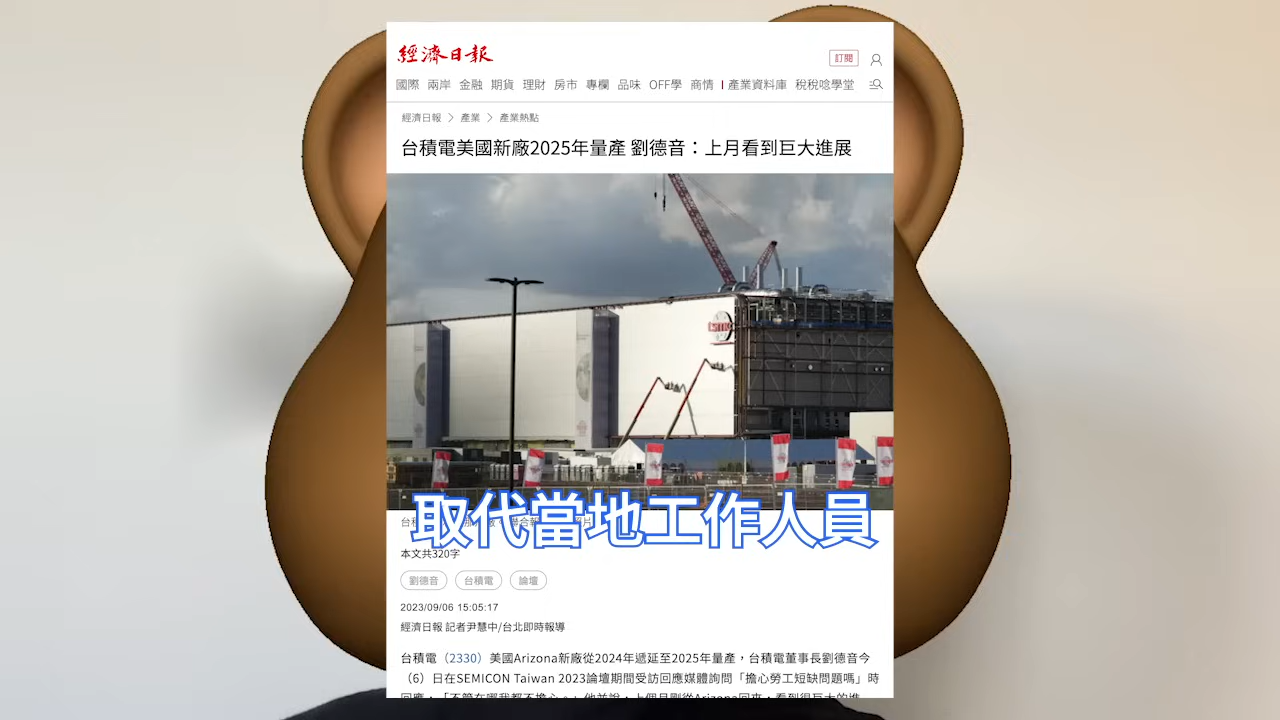 經濟日報
訂閱
國際 兩岸 金融 期貨 理財 房市 專欄 品味 OFF學 商情 產業資料庫 稅稅唸學堂
經濟日報 > 產業 > 產業熱點
台積電美國新廠2025年量產 劉德音：上月看到巨大進展
取代當地工作人員
本文共320字
劉德音 台積電 論壇
2023/09/06 15:05:17
經濟日報 記者尹慧中/台北即時報導
台積電（2330）美國Arizona新廠從2024年遞延至2025年量產，台積電董事長劉德音今
（6）日在SEMICON Taiwan 2023論壇期間受訪回應媒體詢問「擔心勞工短缺問題嗎」時